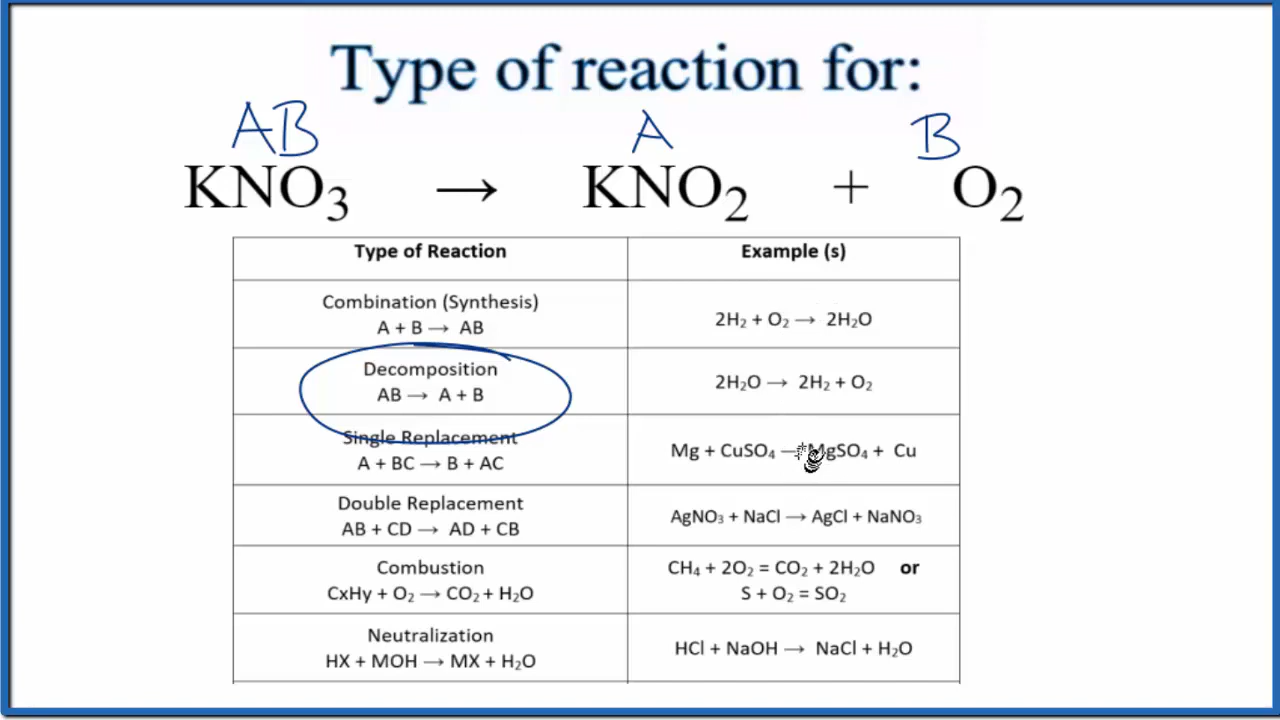 Type of reaction for:
AB A B
KNO₃ → KNO₂ + O₂
Type of Reaction Example (s)
Combination (Synthesis)
A + B → AB
2H₂ + O₂ → 2H₂O
Decomposition
AB → A + B
2H₂O → 2H₂ + O₂
Single Replacement
A + BC → B + AC
Mg + CuSO₄ → MgSO₄ + Cu
Double Replacement
AB + CD → AD + CB
AgNO₃ + NaCl → AgCl + NaNO₃
Combustion
CxHy + O₂ → CO₂ + H₂O
CH₄ + 2O₂ = CO₂ + 2H₂O or
S + O₂ = SO₂
Neutralization
HX + MOH → MX + H₂O
HCl + NaOH → NaCl + H₂O